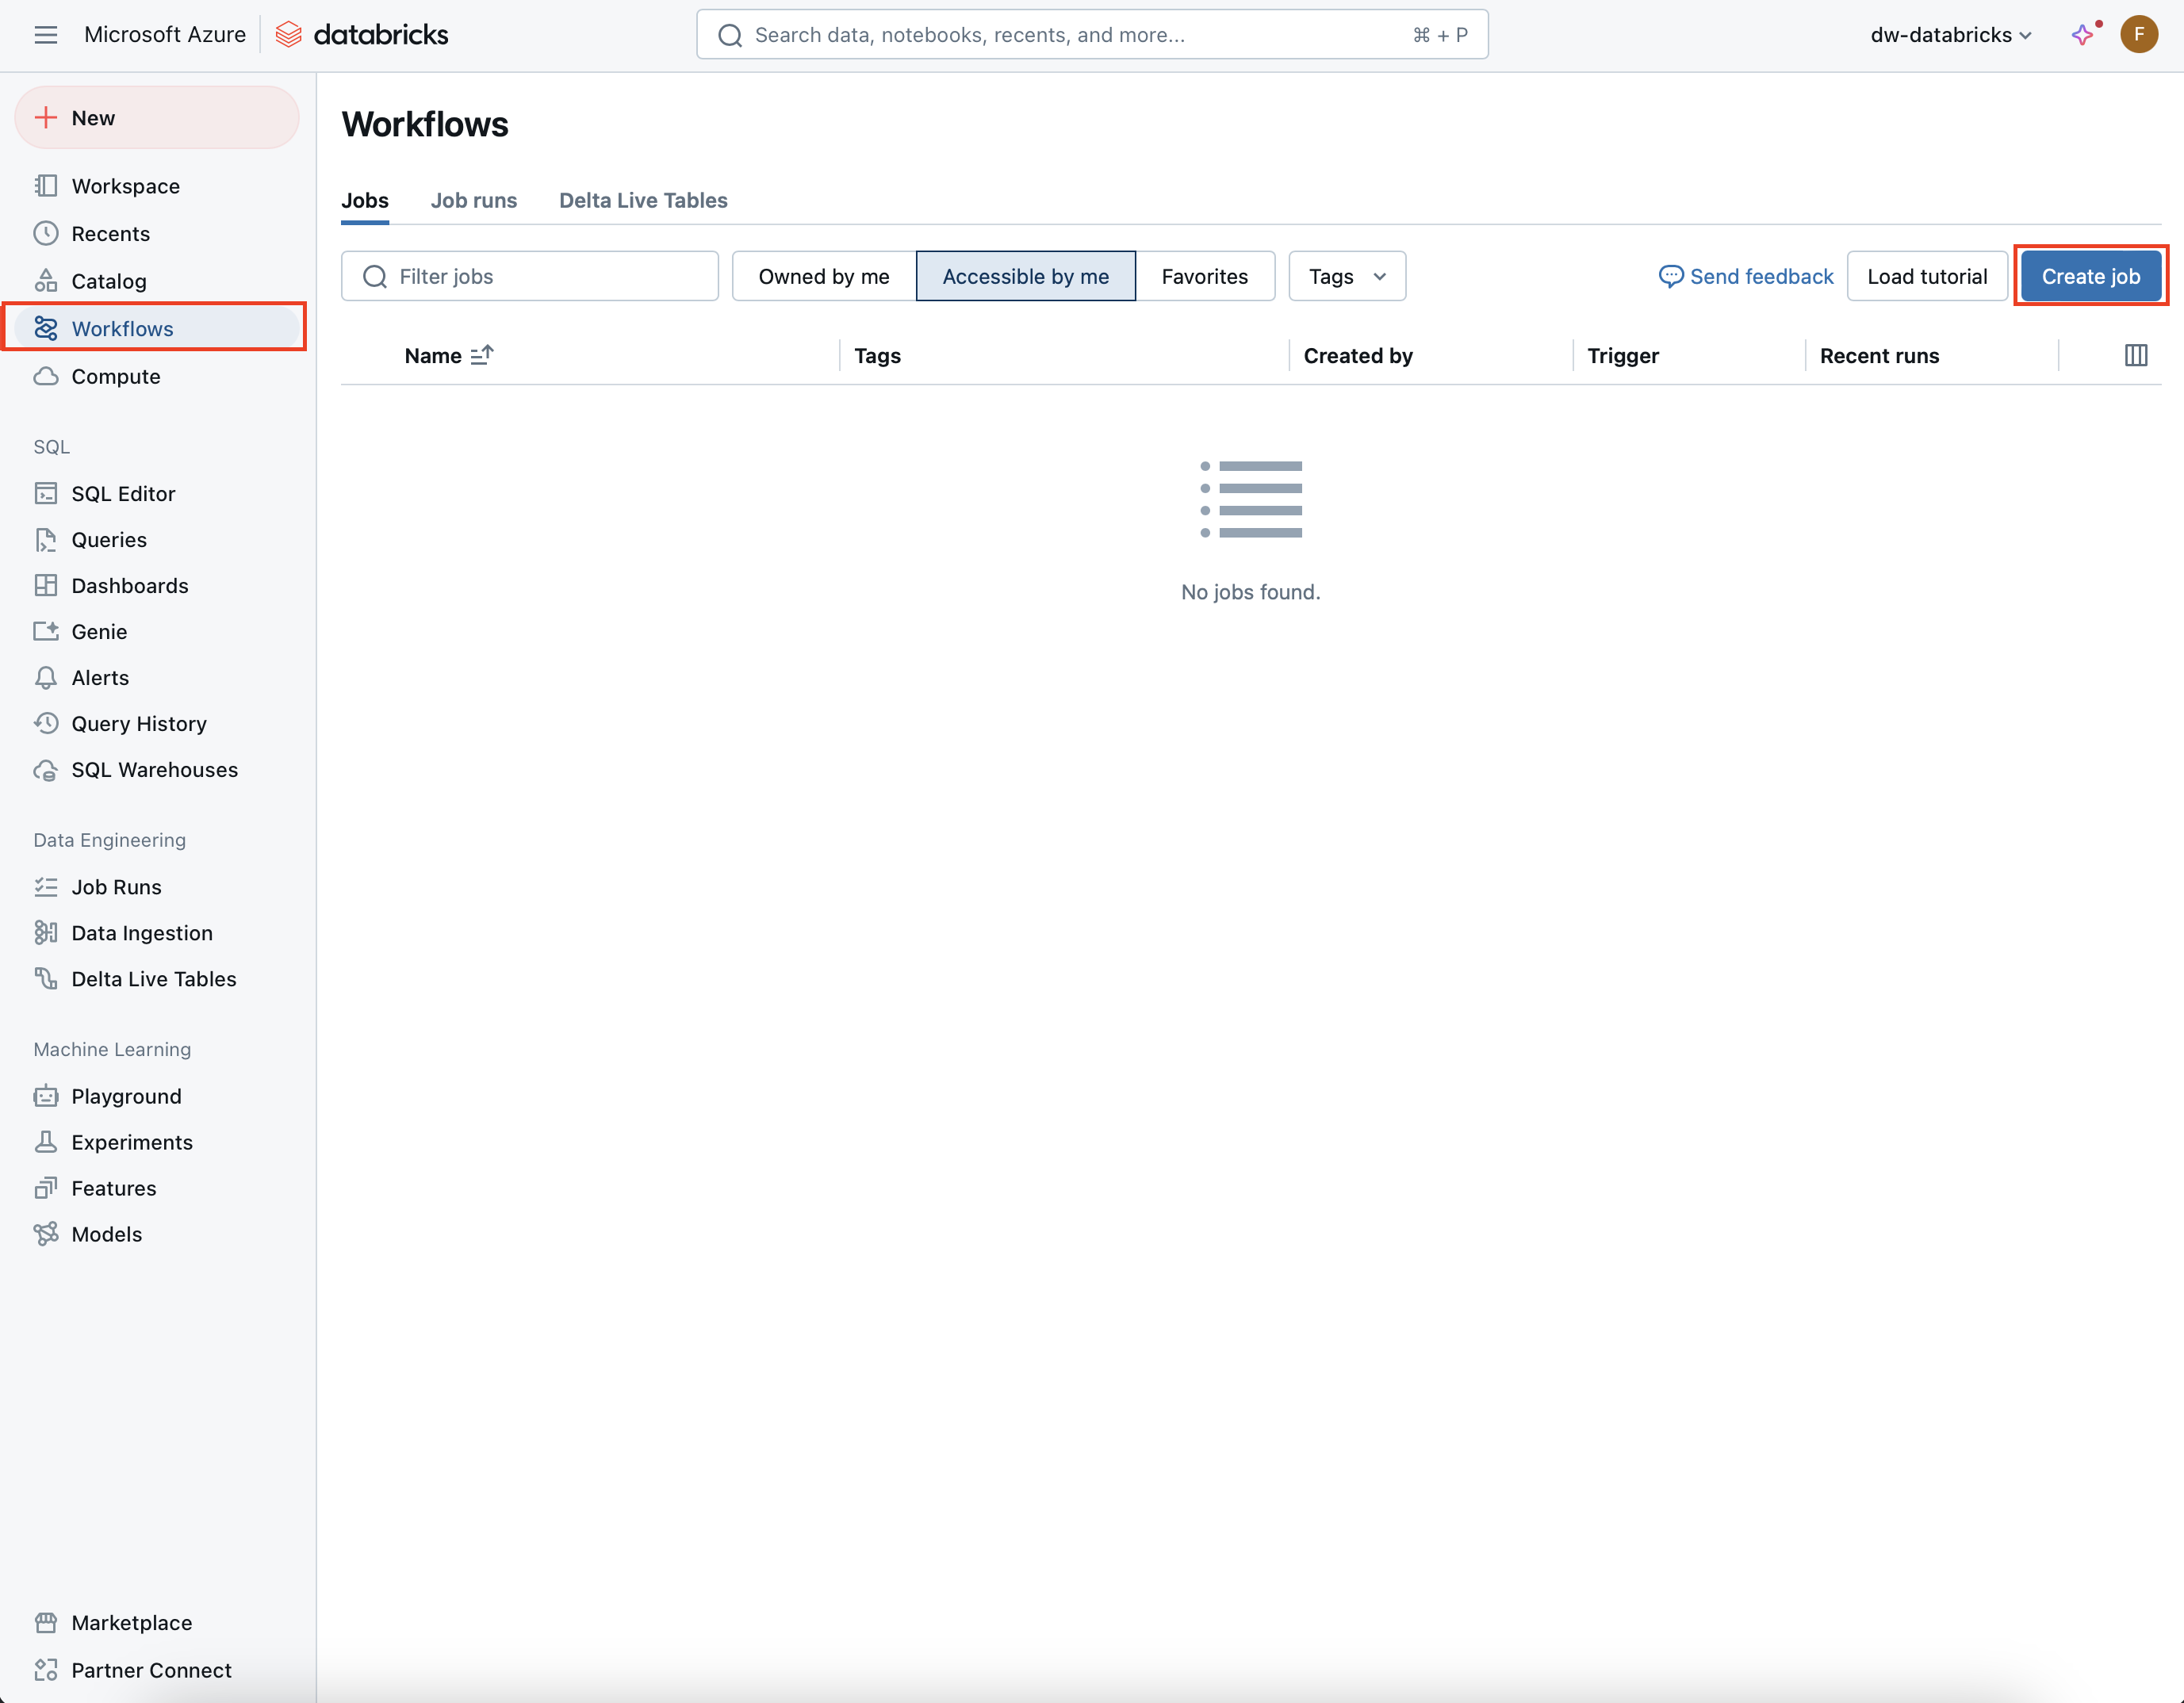 Microsoft Azure databricks
Search data, notebooks, recents, and more... ⌘ + P
dw-databricks
F
New
Workspace
Recents
Catalog
Workflows
Compute
SQL
SQL Editor
Queries
Dashboards
Genie
Alerts
Query History
SQL Warehouses
Data Engineering
Job Runs
Data Ingestion
Delta Live Tables
Machine Learning
Playground
Experiments
Features
Models
Marketplace
Partner Connect
Workflows
Jobs Job runs Delta Live Tables
Filter jobs Owned by me Accessible by me Favorites Tags Send feedback Load tutorial Create job
Name Tags Created by Trigger Recent runs
No jobs found.